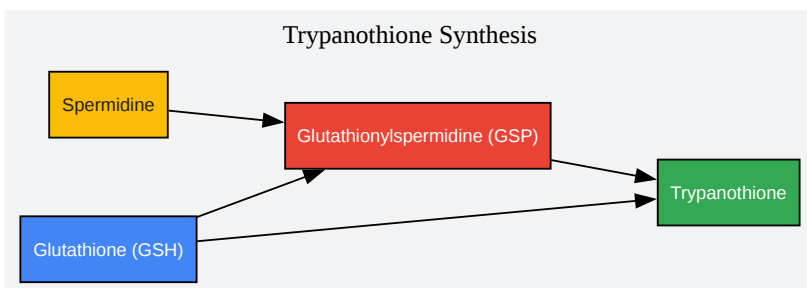 Trypanothione Synthesis
Spermidine
Glutathionylspermidine (GSP)
Trypanothione
Glutathione (GSH)